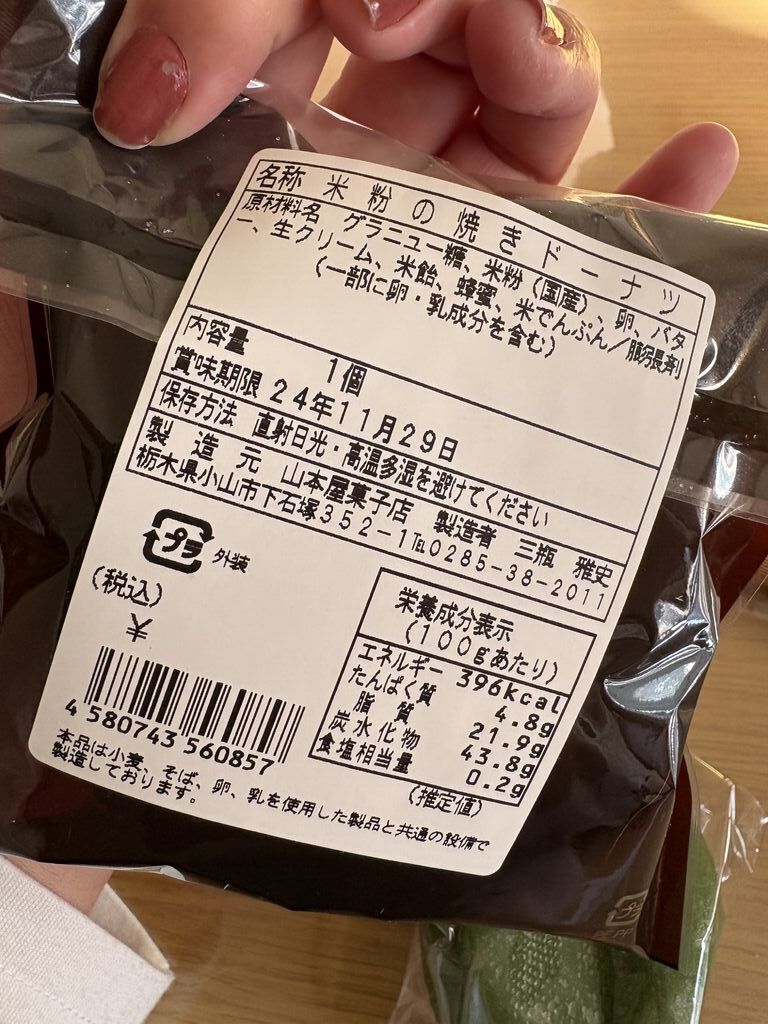 名称 米粉の焼きドーナツ
原材料名 グラニュー糖、米粉(国産)、卵、バタ
ー、生クリーム、米飴、蜂蜜、米でんぷん/膨張剤
(一部に卵・乳成分を含む)
内容量 1個
賞味期限 24年11月29日
保存方法 直射日光・高温多湿を避けてください
製造元 山本屋菓子店 製造者 三瓶 雅史
栃木県小山市下石塚352-1℡0285-38-2011
プラ 外装
(税込)
¥
4 580743 560857
栄養成分表示
(100gあたり)
エネルギー 396kcal
たんぱく質 4.8g
脂質 21.9g
炭水化物 43.8g
食塩相当量 0.2g
(推定値)
本品は小麦、そば、卵、乳を使用した製品と共通の設備で
製造しております。
プラ